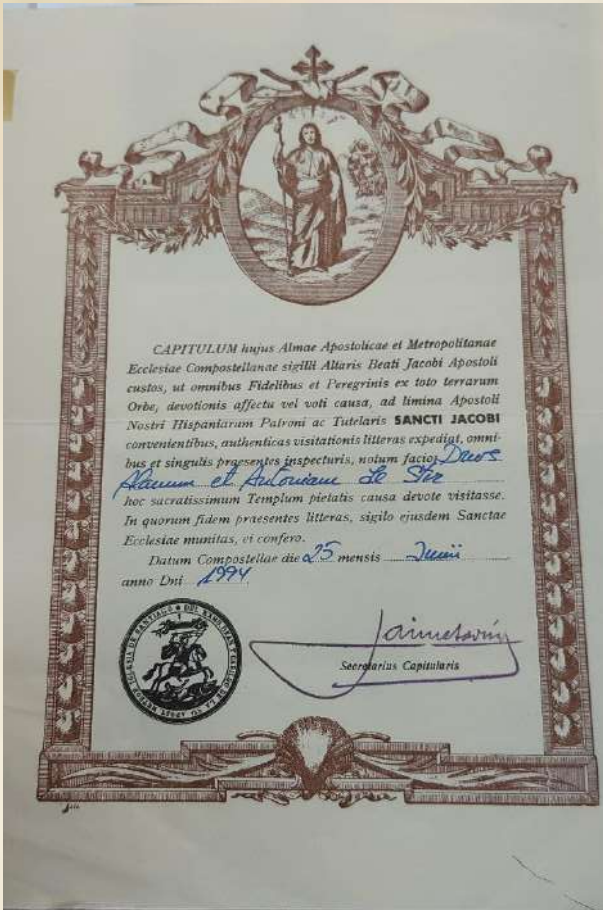 CAPITULUM hujus Almae Apostolicae et Metropolitanae
Ecclesiae Compostellanae sigilli Altaris Beati Jacobi Apostoli
custos, ut omnibus Fidelibus et Peregrinis ex toto terrarum
Orbe, devotionis affectu vel voti causa, ad limina Apostoli
Nostri Hispaniarum Patroni ac Tutelaris SANCTI JACOBI
convenientibus, authenticas visitationis litteras expediat, omni-
bus et singulis praesentes inspecturis, notum facio:
Alanum et Antoniam Le
hoc sacratissimum Templum pietatis causa devote visitasse.
In quorum fidem praesentes litteras, sigilo ejusdem Sanctae
Ecclesiae munitas, ei confero.
Datum Compostellae die 25 mensis Junii
anno Dni 1994
Secretarius Capitularis